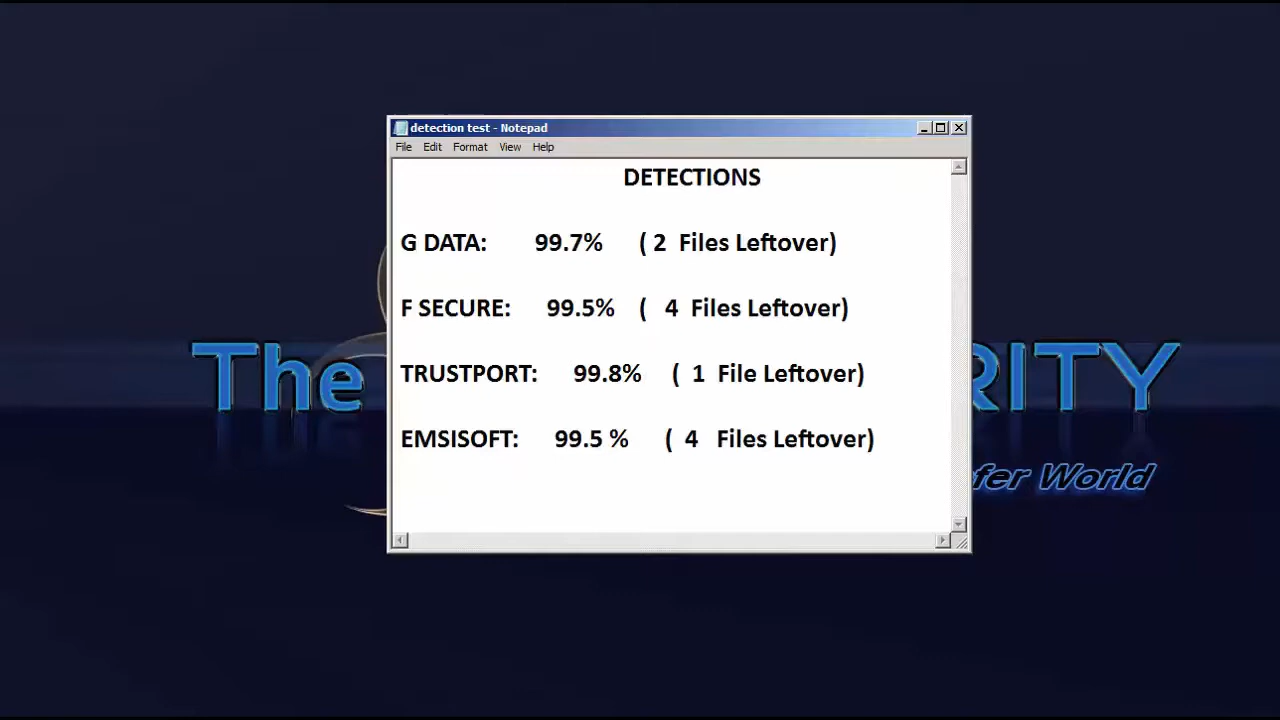 detection test - Notepad
File Edit Format View Help
DETECTIONS
G DATA: 99.7% ( 2 Files Leftover)
F SECURE: 99.5% ( 4 Files Leftover)
The RITY
TRUSTPORT: 99.8% ( 1 File Leftover)
EMSISOFT: 99.5 % ( 4 Files Leftover)
World